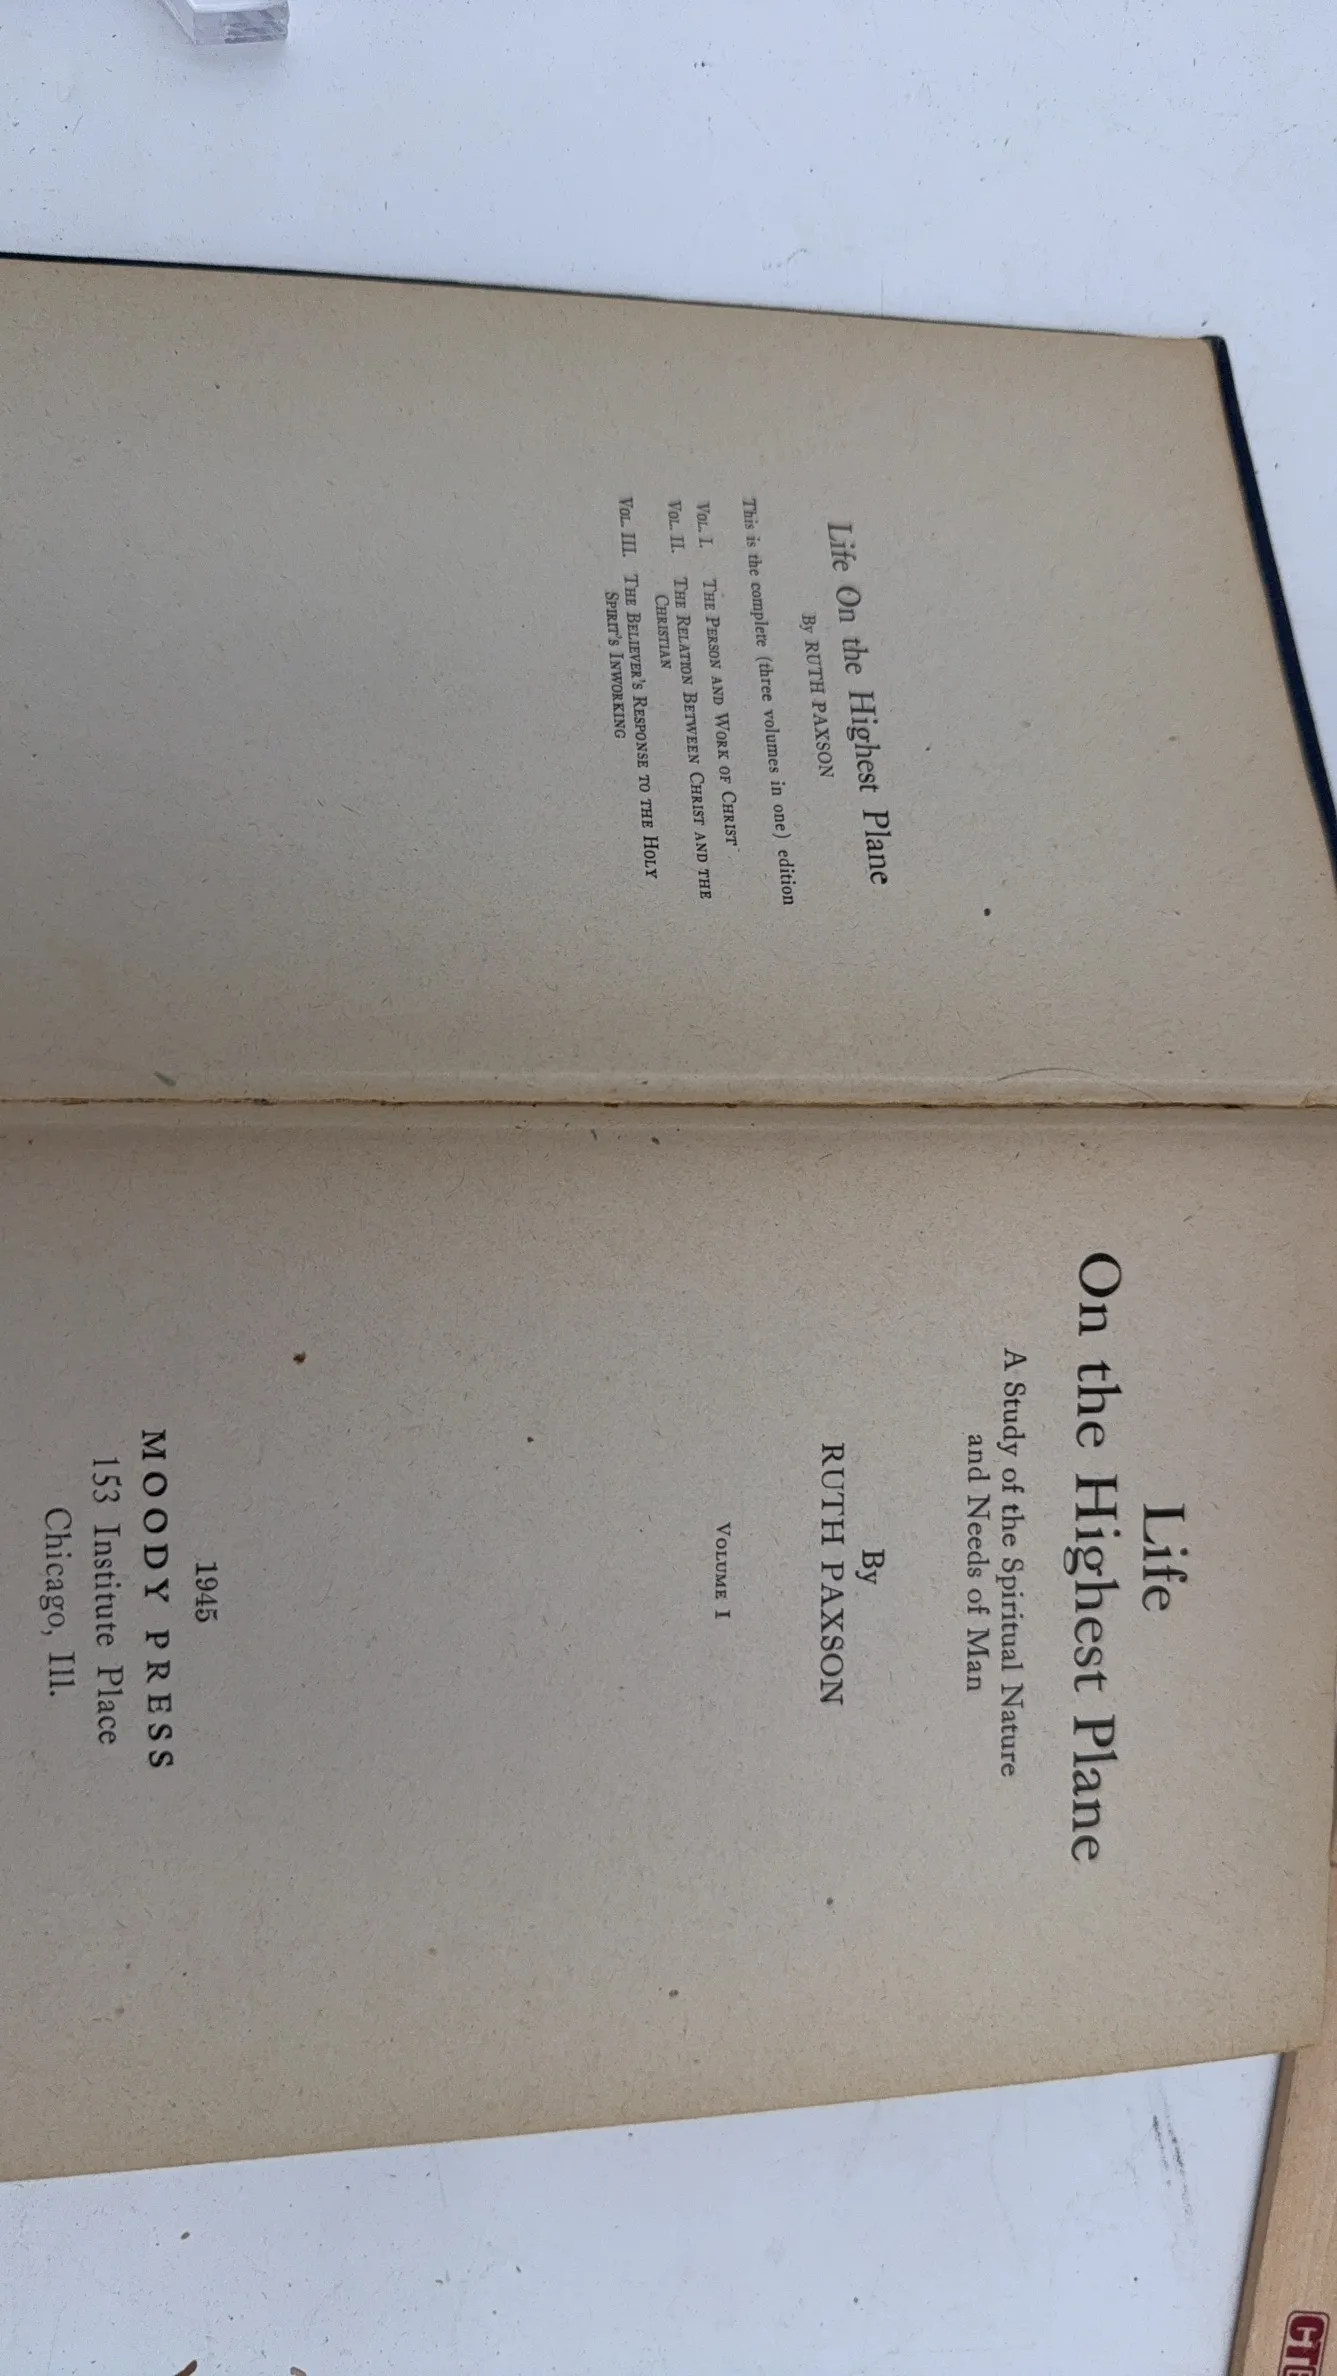 Life On the Highest Plane
By RUTH PAXSON
This is the complete (three volumes in one) edition
VOL. I. THE PERSON AND WORK OF CHRIST
VOL. II. THE RELATION BETWEEN CHRIST AND THE
CHRISTIAN
VOL. III. THE BELIEVER'S RESPONSE TO THE HOLY
SPIRIT'S INWORKING
Life
On the Highest Plane
A Study of the Spiritual Nature
and Needs of Man
By
RUTH PAXSON
VOLUME I
1945
MOODY PRESS
153 Institute Place
Chicago, Ill.